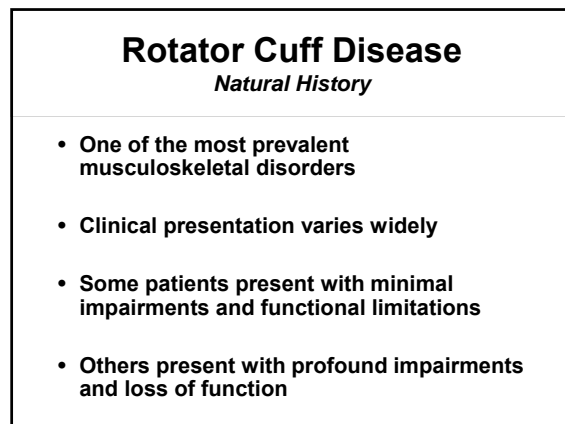 Rotator Cuff Disease
Natural History
• One of the most prevalent
musculoskeletal disorders
• Clinical presentation varies widely
• Some patients present with minimal
impairments and functional limitations
• Others present with profound impairments
and loss of function